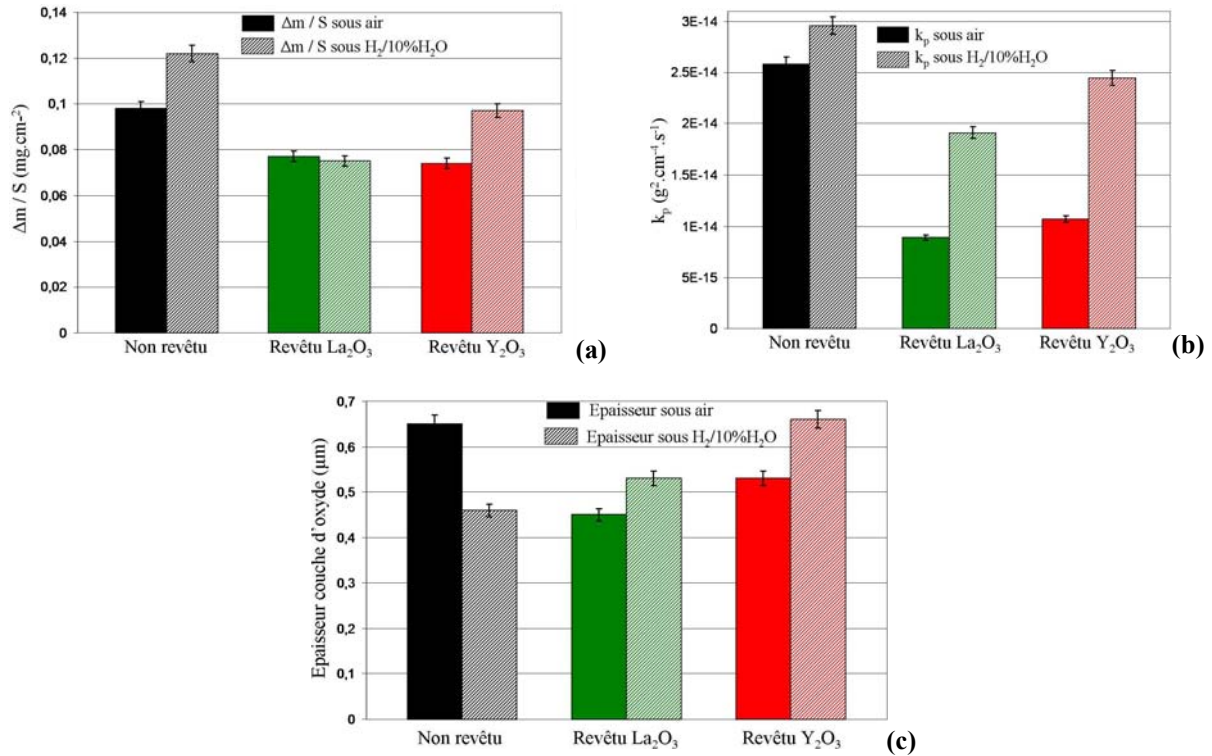 0,14
0,12
0,1
0,08
0,06
0,04
0,02
0
Δm / S (mg.cm-²)
Δm / S sous air
Δm / S sous H₂/10%H₂O
Non revêtu
Revêtu La₂O₃
Revêtu Y₂O₃
(a)
3E-14
2.5E-14
2E-14
1.5E-14
1E-14
5E-15
0
kₚ (g².cm⁻⁴.s⁻¹)
kₚ sous air
kₚ sous H₂/10%H₂O
Non revêtu
Revêtu La₂O₃
Revêtu Y₂O₃
(b)
0,7
0,6
0,5
0,4
0,3
0,2
0,1
0
Epaisseur couche d'oxyde (µm)
Epaisseur sous air
Epaisseur sous H₂/10%H₂O
Non revêtu
Revêtu La₂O₃
Revêtu Y₂O₃
(c)